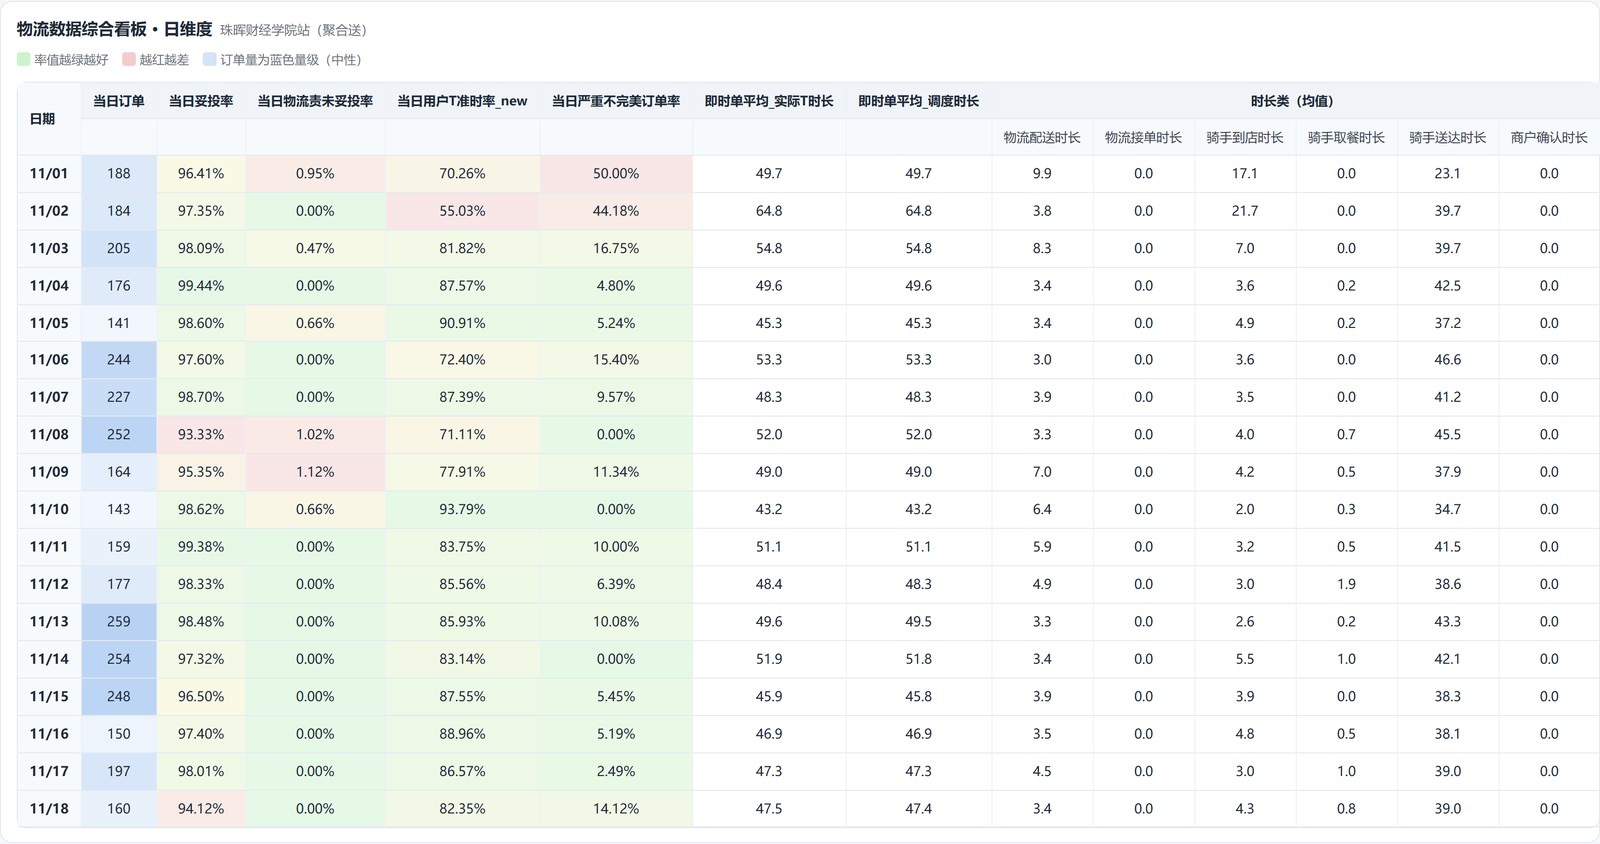 物流数据综合看板 • 日维度 珠晖财经学院站（聚合送）
率值越绿越好 越红越差 订单量为蓝色量级（中性）
日期 当日订单 当日妥投率 当日物流责未妥投率 当日用户T准时率_new 当日严重不完美订单率 即时单平均_实际T时长 即时单平均_调度时长 时长类（均值）
物流配送时长 物流接单时长 骑手到店时长 骑手取餐时长 骑手送达时长 商户确认时长
11/01 188 96.41% 0.95% 70.26% 50.00% 49.7 49.7 9.9 0.0 17.1 0.0 23.1 0.0
11/02 184 97.35% 0.00% 55.03% 44.18% 64.8 64.8 3.8 0.0 21.7 0.0 39.7 0.0
11/03 205 98.09% 0.47% 81.82% 16.75% 54.8 54.8 8.3 0.0 7.0 0.0 39.7 0.0
11/04 176 99.44% 0.00% 87.57% 4.80% 49.6 49.6 3.4 0.0 3.6 0.2 42.5 0.0
11/05 141 98.60% 0.66% 90.91% 5.24% 45.3 45.3 3.4 0.0 4.9 0.2 37.2 0.0
11/06 244 97.60% 0.00% 72.40% 15.40% 53.3 53.3 3.0 0.0 3.6 0.0 46.6 0.0
11/07 227 98.70% 0.00% 87.39% 9.57% 48.3 48.3 3.9 0.0 3.5 0.0 41.2 0.0
11/08 252 93.33% 1.02% 71.11% 0.00% 52.0 52.0 3.3 0.0 4.0 0.7 45.5 0.0
11/09 164 95.35% 1.12% 77.91% 11.34% 49.0 49.0 7.0 0.0 4.2 0.5 37.9 0.0
11/10 143 98.62% 0.66% 93.79% 0.00% 43.2 43.2 6.4 0.0 2.0 0.3 34.7 0.0
11/11 159 99.38% 0.00% 83.75% 10.00% 51.1 51.1 5.9 0.0 3.2 0.5 41.5 0.0
11/12 177 98.33% 0.00% 85.56% 6.39% 48.4 48.3 4.9 0.0 3.0 1.9 38.6 0.0
11/13 259 98.48% 0.00% 85.93% 10.08% 49.6 49.5 3.3 0.0 2.6 0.2 43.3 0.0
11/14 254 97.32% 0.00% 83.14% 0.00% 51.9 51.8 3.4 0.0 5.5 1.0 42.1 0.0
11/15 248 96.50% 0.00% 87.55% 5.45% 45.9 45.8 3.9 0.0 3.9 0.0 38.3 0.0
11/16 150 97.40% 0.00% 88.96% 5.19% 46.9 46.9 3.5 0.0 4.8 0.5 38.1 0.0
11/17 197 98.01% 0.00% 86.57% 2.49% 47.3 47.3 4.5 0.0 3.0 1.0 39.0 0.0
11/18 160 94.12% 0.00% 82.35% 14.12% 47.5 47.4 3.4 0.0 4.3 0.8 39.0 0.0